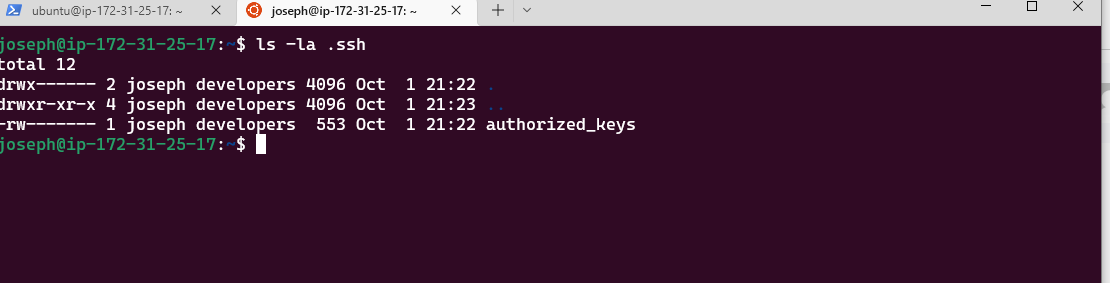 ubuntu@ip-172-31-25-17: ~
joseph@ip-172-31-25-17: ~
joseph@ip-172-31-25-17:~$ ls -la .ssh
total 12
drwx------ 2 joseph developers 4096 Oct  1 21:22 .
drwxr-xr-x 4 joseph developers 4096 Oct  1 21:23 ..
-rw------- 1 joseph developers  553 Oct  1 21:22 authorized_keys
joseph@ip-172-31-25-17:~$